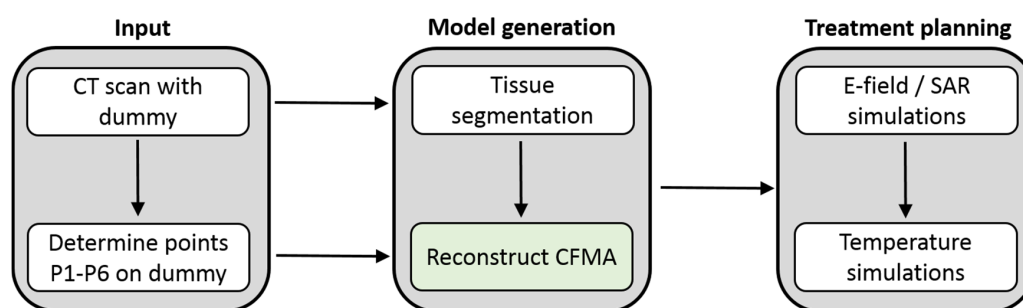 Input
CT scan with
dummy
Determine points
P1-P6 on dummy
Model generation
Tissue
segmentation
Reconstruct CFMA
Treatment planning
E-field / SAR
simulations
Temperature
simulations